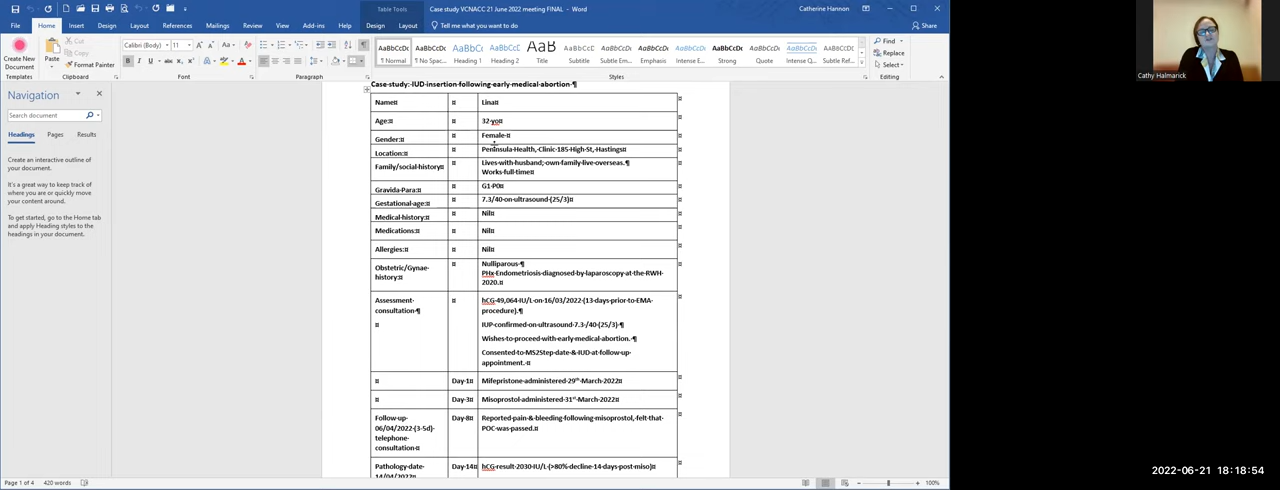 Table Tools
Case study VCNACC 21 June 2022 meeting FINAL - Word
Catherine Hannon
File Home Insert Design Layout References Mailings Review View Add-ins Help Design Layout Tell me what you want to do Share
Create New Document
Templates
Paste
Cut
Copy
Format Painter
Clipboard
Calibri (Body) 11
Font
Paragraph
AaBbCcDc AaBbCcDc AaBbCc AaBbCcC AaB AaBbCcD AaBbCcDc AaBbCcDc AaBbCcDc AaBbCcDc AaBbCcDc AaBbCcDc AaBbCcDc
¶ Normal ¶ No Spac... Heading 1 Heading 2 Title Subtitle Subtle Em... Emphasis Intense E... Strong Quote Intense Q... Subtle Ref...
Styles
Find
Replace
Select
Editing
Navigation
Search document
Headings Pages Results
Create an interactive outline of your document.
It's a great way to keep track of where you are or quickly move your content around.
To get started, go to the Home tab and apply Heading styles to the headings in your document.
Case study: IUD insertion following early medical abortion ¶
Name¤ ¤ Lina¤
Age:¤ ¤ 32 yo¤
Gender:¤ ¤ Female ¤
Location:¤ ¤ Peninsula Health, Clinic 185 High St, Hastings¤
Family/social history¤ ¤ Lives with husband; own family live overseas. ¶
Works full time¤
Gravida Para:¤ ¤ G1 P0¤
Gestational age:¤ ¤ 7.3/40 on ultrasound (25/3)¤
Medical history:¤ ¤ Nil¤
Medications:¤ ¤ Nil¤
Allergies:¤ ¤ Nil¤
Obstetric/Gynae history:¤ ¤ Nulliparous ¶
PHx Endometriosis diagnosed by laparoscopy at the RWH 2020.¤
Assessment consultation ¶
¤
¤
hCG 49,064 IU/L on 16/03/2022 (13 days prior to EMA procedure). ¶
IUP confirmed on ultrasound 7.3 /40 (25/3) ¶
Wishes to proceed with early medical abortion. ¶
Consented to MS2Step date & IUD at follow up appointment. ¤
¤ Day 1¤ Mifepristone administered 29th March 2022¤
¤ Day 3¤ Misoprostol administered 31st March 2022¤
Follow up 06/04/2022 (3-5d) telephone consultation¤
Day 8¤
Reported pain & bleeding following misoprostol, felt that POC was passed.¤
Pathology date 14/04/2022¤
Day 14¤
hCG result 2030 IU/L (>80% decline 14 days post miso)¤
Page 1 of 4 420 words
100%
Cathy Halmarick
2022-06-21 18:18:54